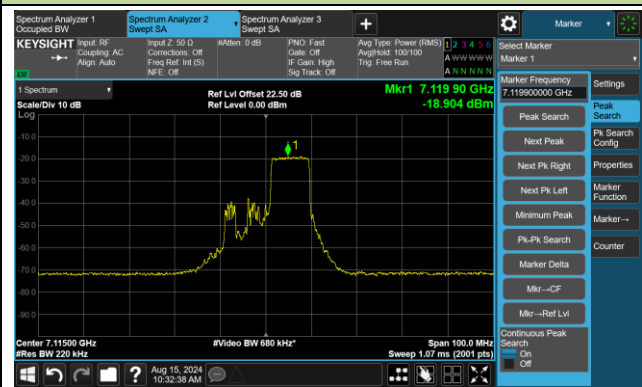 Spectrum Analyzer 1
Occupied BW
Spectrum Analyzer 2
Swept SA
Spectrum Analyzer 3
Swept SA
+
Marker
KEYSIGHT
Input: RF
Coupling: AC
Align: Auto
Input Z: 50 Ω
Corrections: Off
Freq Ref: Int (S)
NFE: Off
#Atten: 0 dB
PNO: Fast
Gate: Off
IF Gain: High
Sig Track: Off
Avg Type: Power (RMS)
Avg|Hold: 100/100
Trig: Free Run
1 2 3 4 5 6
A W W W W W
A N N N N N
Select Marker
Marker 1
LXI
1 Spectrum
Scale/Div 10 dB
Log
Ref Lvl Offset 22.50 dB
Ref Level 0.00 dBm
Mkr1 7.119 90 GHz
-18.904 dBm
-10.0
-20.0
-30.0
-40.0
-50.0
-60.0
-70.0
-80.0
-90.0
1
Center 7.11500 GHz
#Res BW 220 kHz
#Video BW 680 kHz*
Span 100.0 MHz
Sweep 1.07 ms (2001 pts)
Marker Frequency
7.119900000 GHz
Peak Search
Next Peak
Next Pk Right
Next Pk Left
Minimum Peak
Pk-Pk Search
Marker Delta
Mkr→CF
Mkr→Ref Lvl
Continuous Peak
Search
On
Off
Settings
Peak
Search
Pk Search
Config
Properties
Marker
Function
Marker→
Counter
?
Aug 15, 2024
10:32:38 AM